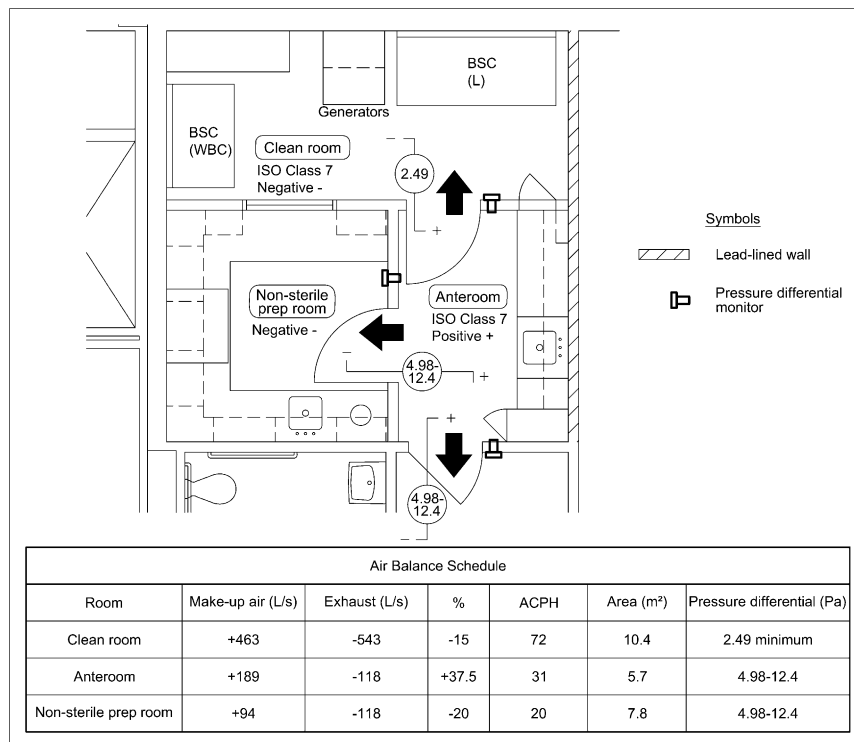 BSC
(L)
Generators
BSC
(WBC)
Clean room
ISO Class 7
Negative -
2.49
Symbols
Lead-lined wall
Pressure differential
monitor
Non-sterile
prep room
Negative -
Anteroom
ISO Class 7
Positive +
4.98-
12.4
4.98-
12.4
Air Balance Schedule
Room Make-up air (L/s) Exhaust (L/s) % ACPH Area (m²) Pressure differential (Pa)
Clean room +463 -543 -15 72 10.4 2.49 minimum
Anteroom +189 -118 +37.5 31 5.7 4.98-12.4
Non-sterile prep room +94 -118 -20 20 7.8 4.98-12.4